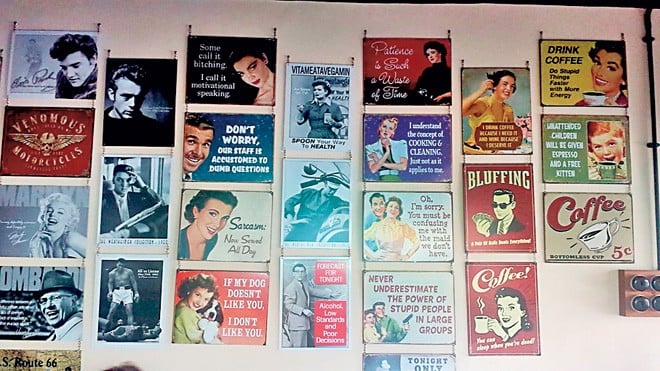 Some call it
bitching.
I call it
motivational
speaking.
VENOMOUS
MOTORCYCLES
DON'T
WORRY,
OUR STAFF IS
ACCUSTOMED TO
DUMB QUESTIONS
Sarcasm:
Now Served
All Day
IF MY DOG
DOESN'T
LIKE YOU,
I DON'T
LIKE YOU.
VITAMEATAVEGAMIN
SPOON Your Way
To HEALTH
FORECAST FOR
TONIGHT
Alcohol,
Low
Standards
and Poor
Decisions
Patience
is Such
a Waste
of Time
I understand
the concept of
COOKING &
CLEANING,
Just not as it
applies to me.
Oh,
I'm sorry.
You must be
confusing me
with the maid
we don't
have.
NEVER
UNDERESTIMATE
THE POWER OF
STUPID PEOPLE
IN LARGE
GROUPS
TONIGHT
ONLY
I DRINK COFFEE
BECAUSE I NEED IT
AND WINE BECAUSE
I DESERVE IT
BLUFFING
A Pair Of Balls Beats Everything!
Coffee!
You can
sleep when you're dead!
DRINK
COFFEE
Do Stupid
Things
Faster with
More Energy
UNATTENDED
CHILDREN
WILL BE GIVEN
ESPRESSO
AND A FREE
KITTEN
Coffee
BOTTOMLESS CUP 5¢
.S. Route 66